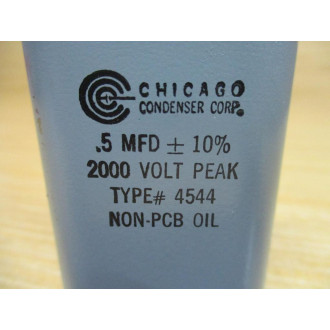 CHICAGO
CONDENSER CORP.
.5 MFD ± 10%
2000 VOLT PEAK
TYPE# 4544
NON-PCB OIL